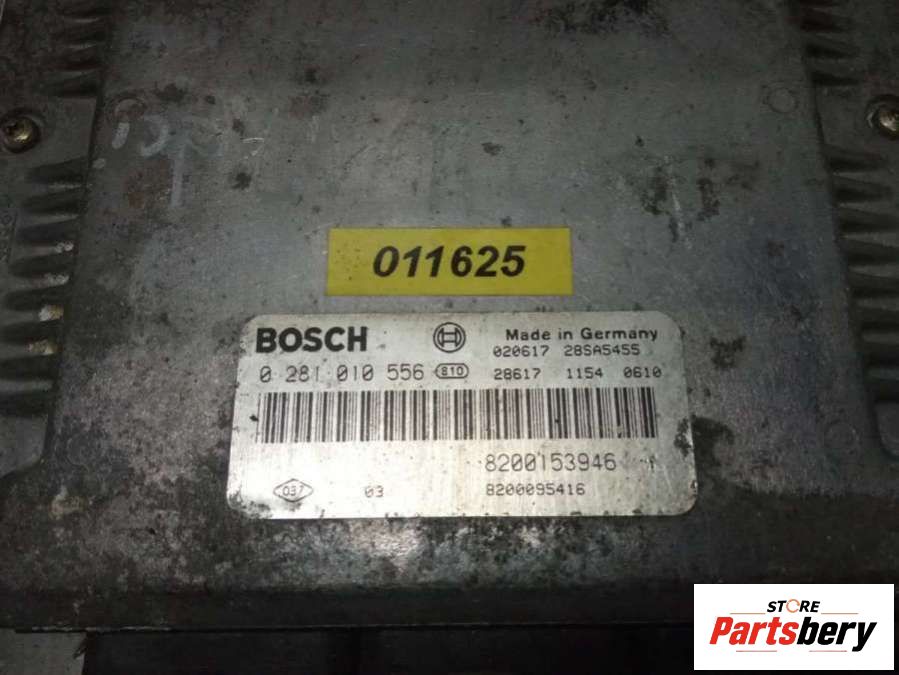 011625
BOSCH
Made in Germany
020617 28SA5455
0 281 010 556 810
28617 1154 0610
8200153946
037 03
8200095416
STORE
Partsbery